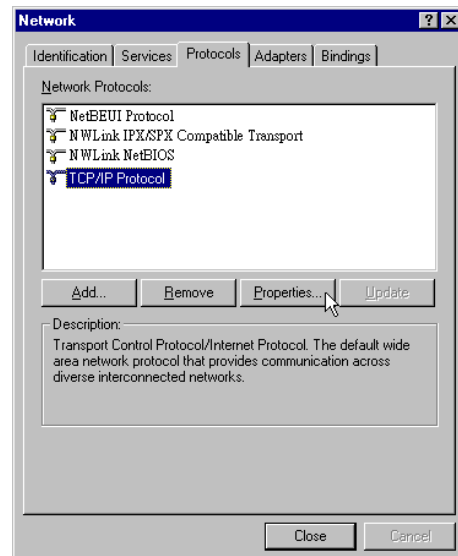 Network
Identification Services Protocols Adapters Bindings
Network Protocols:
NetBEUI Protocol
NWLink IPX/SPX Compatible Transport
NWLink NetBIOS
TCP/IP Protocol
Add... Remove Properties... Update
Description:
Transport Control Protocol/Internet Protocol. The default wide
area network protocol that provides communication across
diverse interconnected networks.
Close Cancel